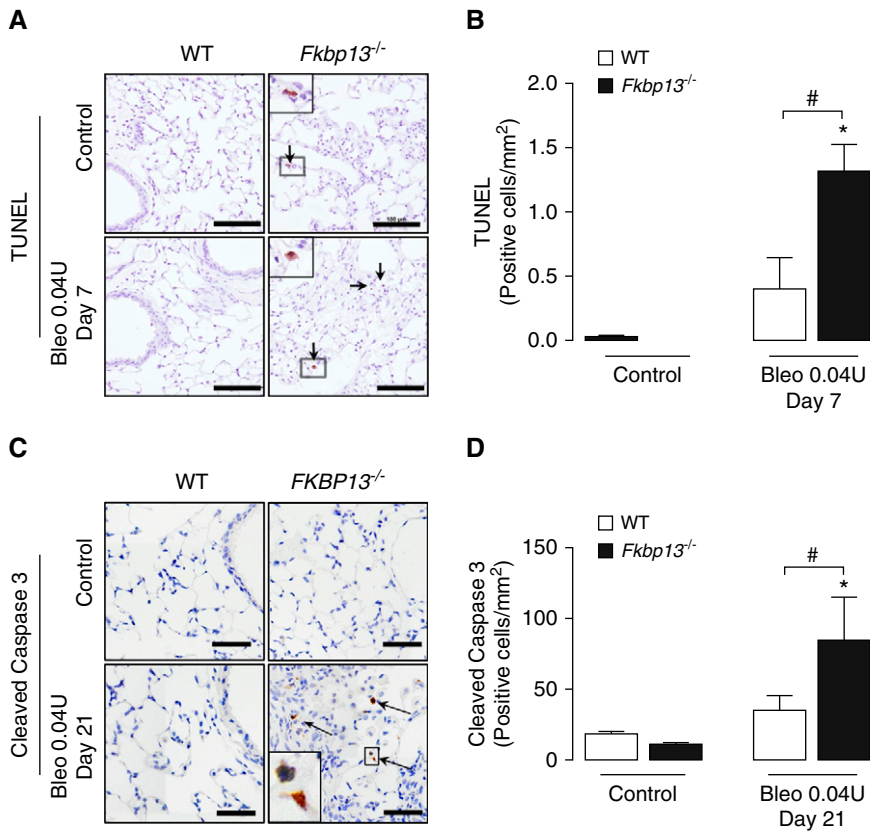 A
WT
Fkbp13-/-
TUNEL
Control
100 µm
Bleo 0.04U
Day 7
B
WT
Fkbp13-/-
TUNEL
(Positive cells/mm2)
2.0
1.5
1.0
0.5
0.0
#
*
Control
Bleo 0.04U
Day 7
C
WT
FKBP13-/-
Cleaved Caspase 3
Control
Bleo 0.04U
Day 21
D
WT
Fkbp13-/-
Cleaved Caspase 3
(Positive cells/mm2)
150
100
50
0
#
*
Control
Bleo 0.04U
Day 21